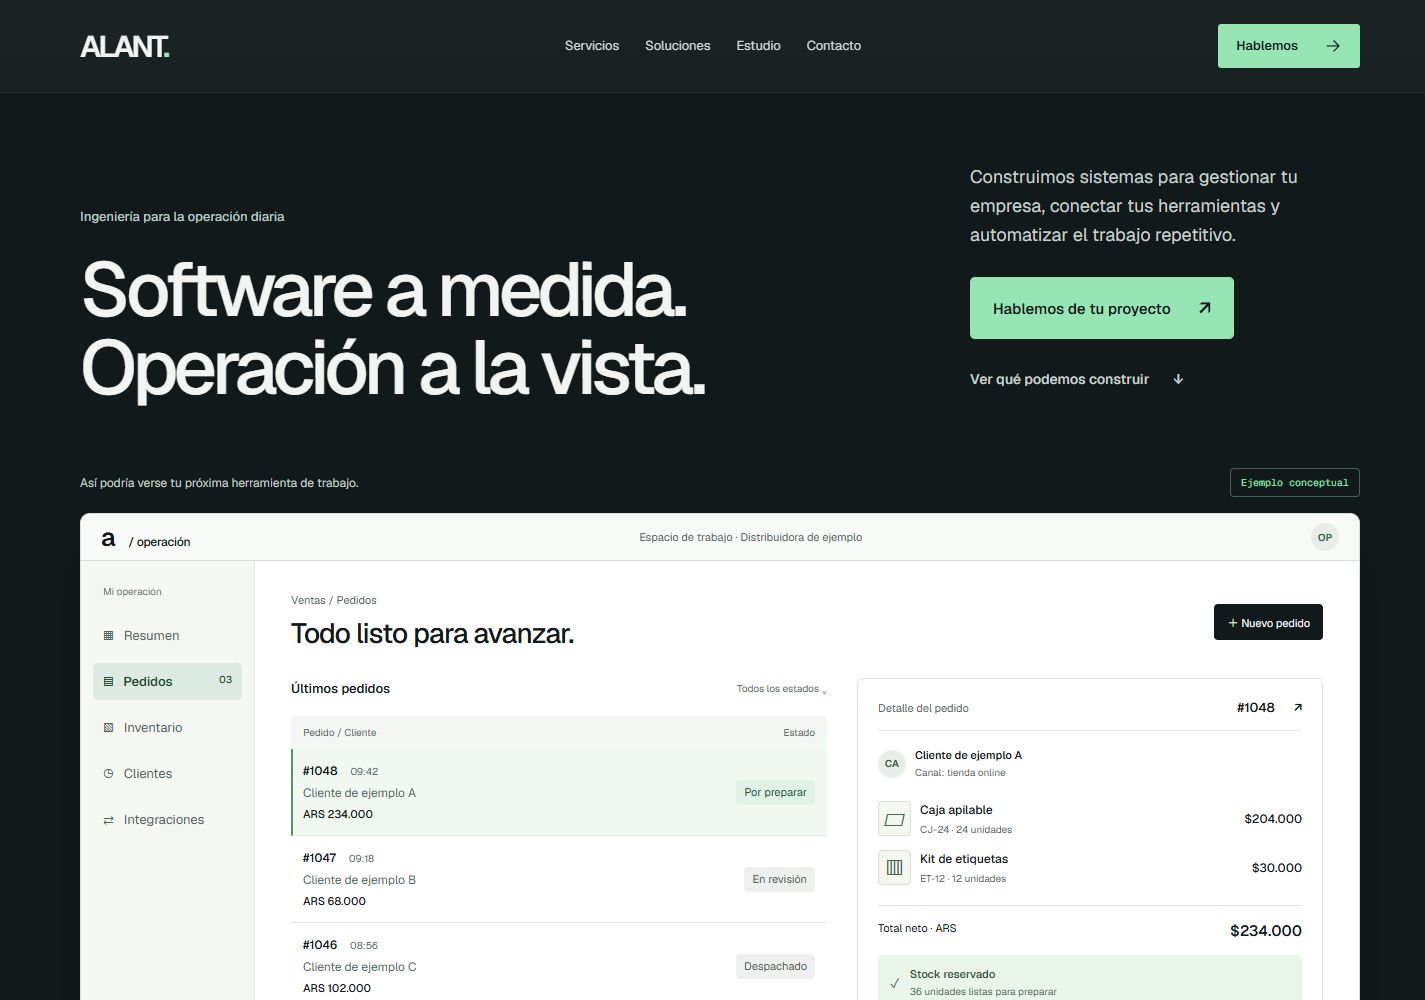 ALANT.
Servicios
Soluciones
Estudio
Contacto
Hablemos →
Ingeniería para la operación diaria
Software a medida.
Operación a la vista.
Construimos sistemas para gestionar tu
empresa, conectar tus herramientas y
automatizar el trabajo repetitivo.
Hablemos de tu proyecto
Ver qué podemos construir ↓
Así podría verse tu próxima herramienta de trabajo.
Ejemplo conceptual
a / operación
Espacio de trabajo · Distribuidora de ejemplo
OP
Mi operación
Resumen
Pedidos 03
Inventario
Clientes
Integraciones
Ventas / Pedidos
Todo listo para avanzar.
+ Nuevo pedido
Últimos pedidos
Todos los estados
Pedido / Cliente
Estado
#1048 09:42
Cliente de ejemplo A
ARS 234.000
Por preparar
#1047 09:18
Cliente de ejemplo B
ARS 68.000
En revisión
#1046 08:56
Cliente de ejemplo C
ARS 102.000
Despachado
Detalle del pedido
#1048
CA
Cliente de ejemplo A
Canal: tienda online
Caja apilable
CJ-24 · 24 unidades
$204.000
Kit de etiquetas
ET-12 · 12 unidades
$30.000
Total neto · ARS
$234.000
✓ Stock reservado
36 unidades listas para preparar